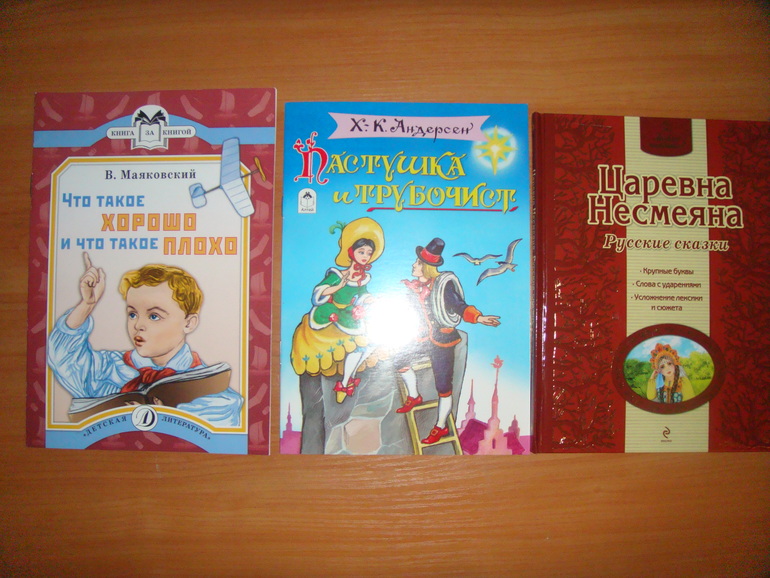 КНИГА ЗА КНИГОЙ
В. Маяковский
ЧТО ТАКОЕ
ХОРОШО
И ЧТО ТАКОЕ ПЛОХО
"ДЕТСКАЯ ЛИТЕРАТУРА"
Х.-К. Андерсен
ПАСТУШКА
и ТРУБОЧИСТ
Царевна
Несмеяна
Русские сказки
· Крупные буквы
· Слова с ударениями
· Усложнение лексики
и сюжета